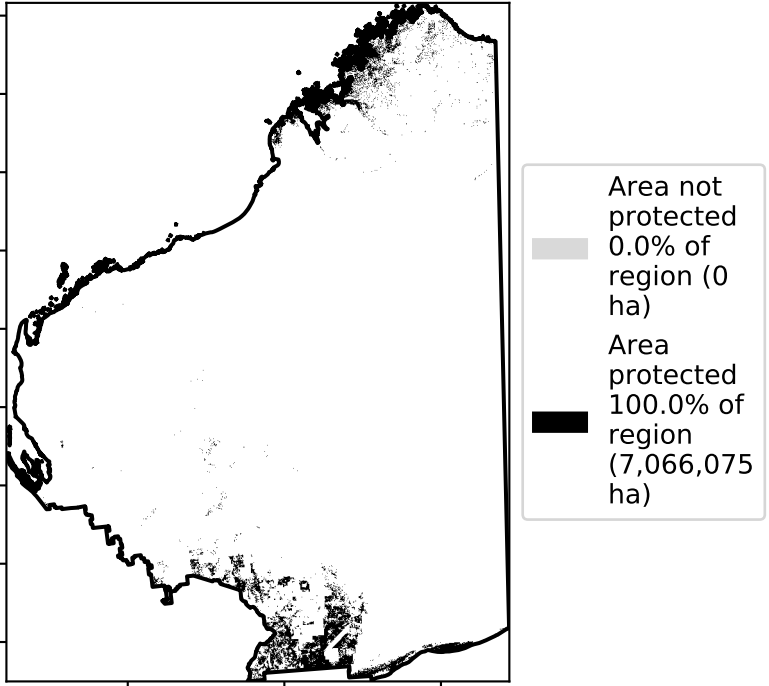 Area not
protected
0.0% of
region (0
ha)
Area
protected
100.0% of
region
(7,066,075
ha)